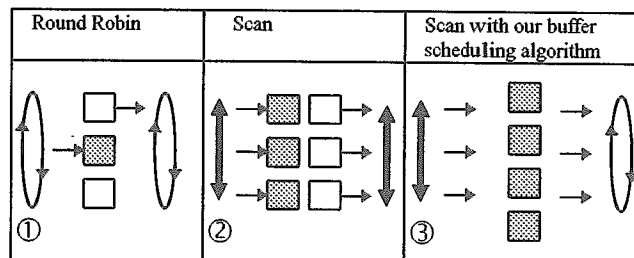 Round Robin
Scan
Scan with our buffer
scheduling algorithm
①
②
③